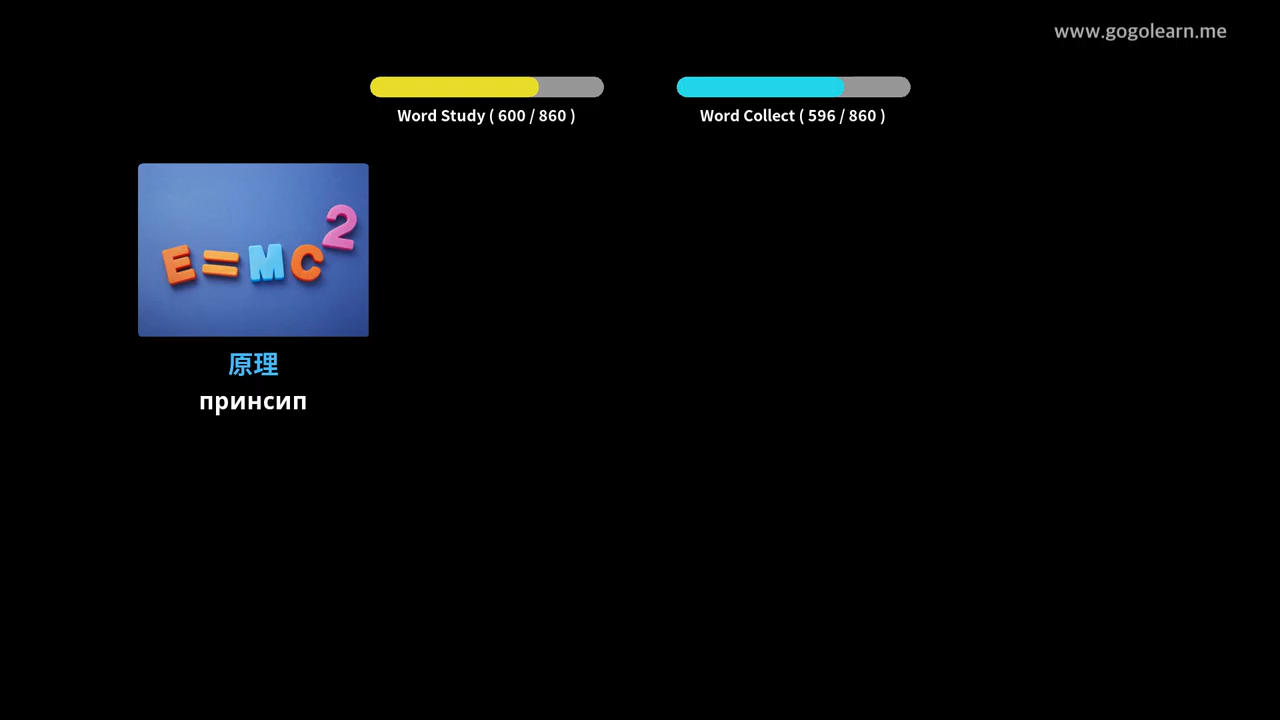 www.gogolearn.me
Word Study ( 600 / 860 )
Word Collect ( 596 / 860 )
E=MC²
原理
принсип